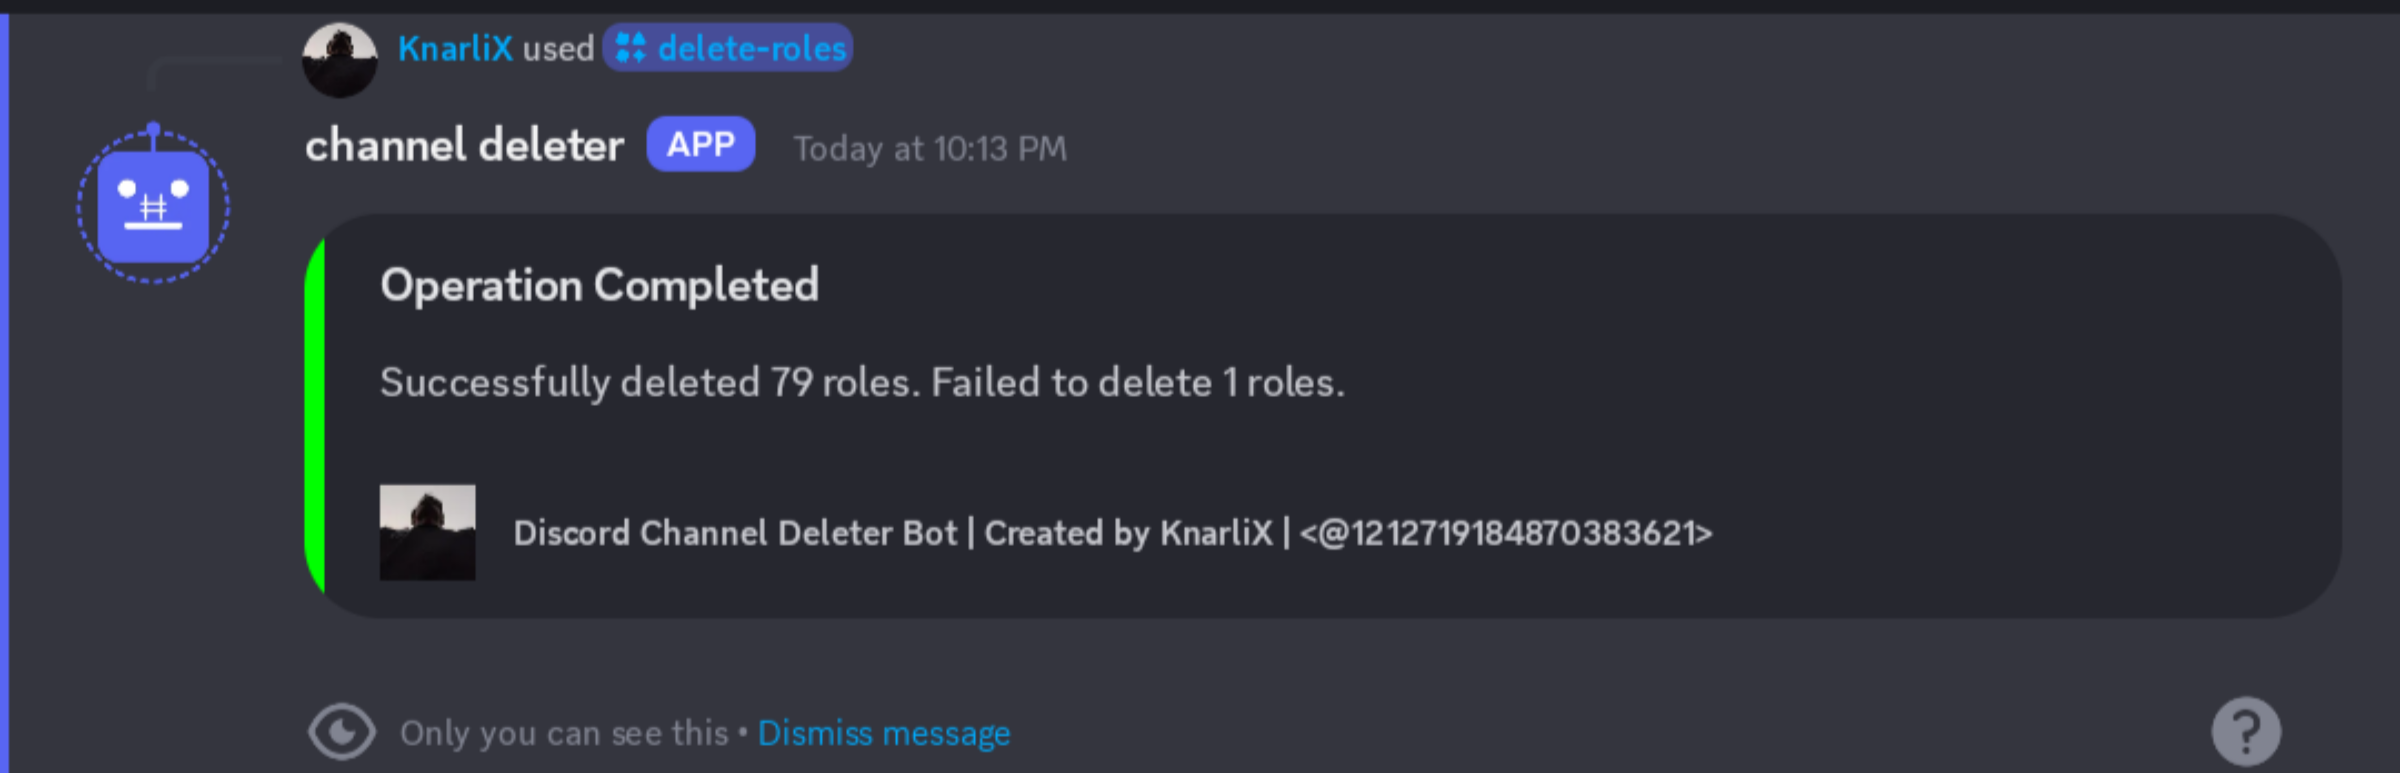 KnarliX used delete-roles
channel deleter APP Today at 10:13 PM
Operation Completed
Successfully deleted 79 roles. Failed to delete 1 roles.
Discord Channel Deleter Bot | Created by KnarliX | <@1212719184870383621>
Only you can see this • Dismiss message